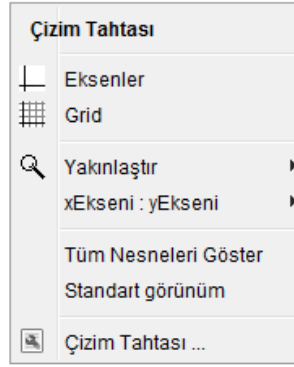 Çizim Tahtası
Eksenler
Grid
Yakınlaştır
xEkseni : yEkseni
Tüm Nesneleri Göster
Standart görünüm
Çizim Tahtası ...